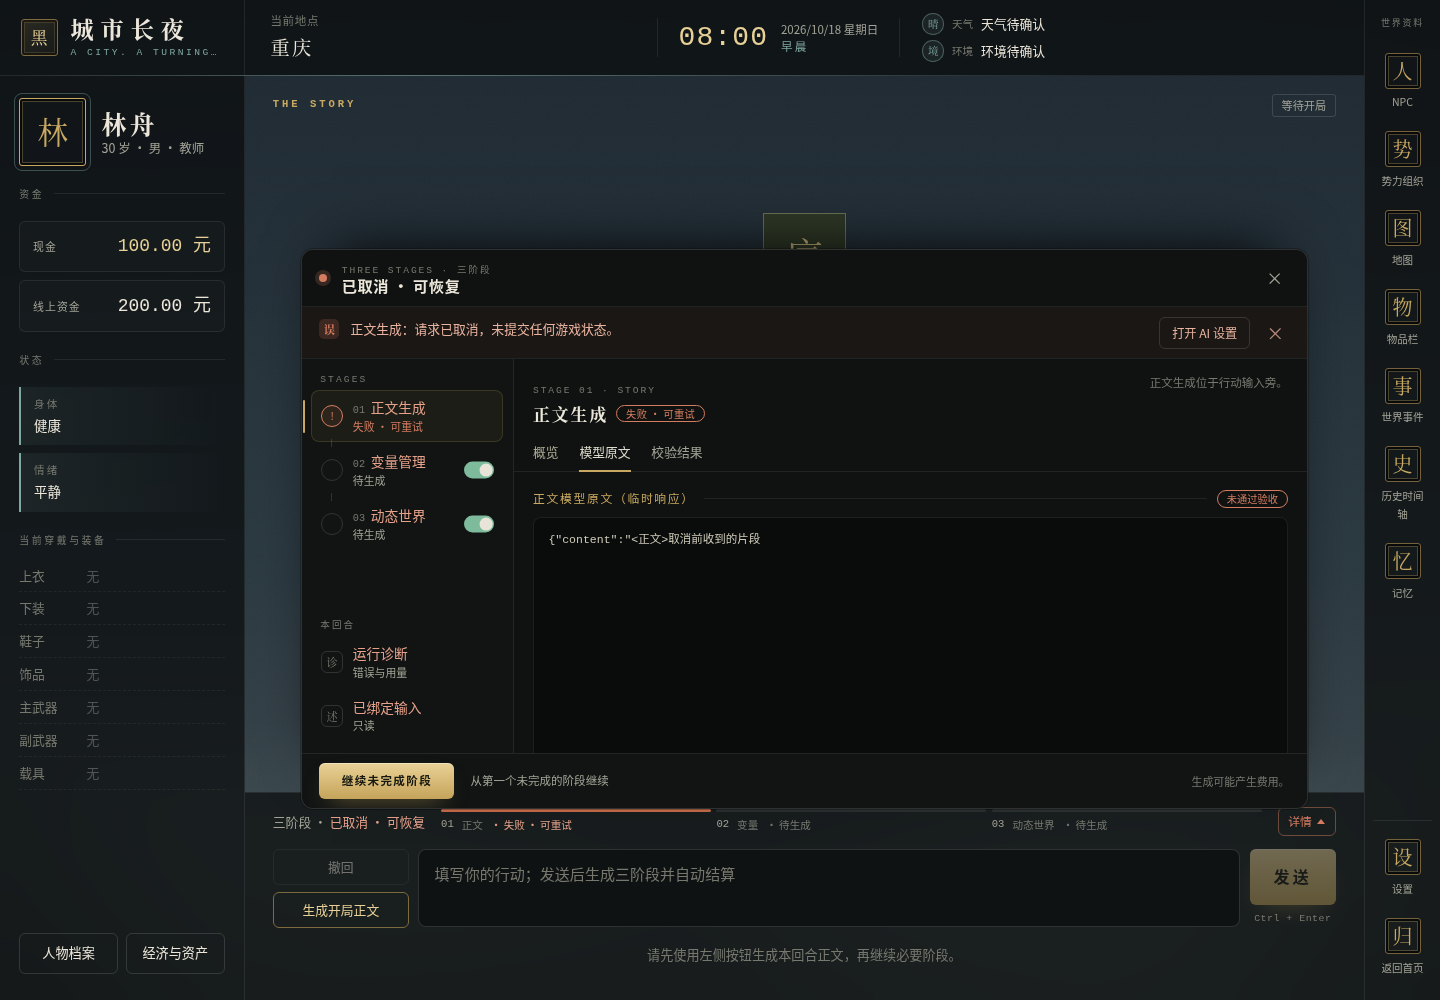 黑
城市长夜
A CITY. A TURNING…
当前地点
重庆
08:00
2026/10/18 星期日
早晨
晴 天气 天气待确认
境 环境 环境待确认
林
林舟
30 岁 · 男 · 教师
资金
现金 100.00 元
线上资金 200.00 元
状态
身体
健康
情绪
平静
当前穿戴与装备
上衣 无
下装 无
鞋子 无
饰品 无
主武器 无
副武器 无
载具 无
人物档案
经济与资产
THE STORY
等待开局
THREE STAGES · 三阶段
已取消 · 可恢复
误 正文生成：请求已取消，未提交任何游戏状态。
打开 AI 设置
STAGES
! 01 正文生成
失败 · 可重试
02 变量管理
待生成
03 动态世界
待生成
本回合
诊 运行诊断
错误与用量
述 已绑定输入
只读
STAGE 01 · STORY
正文生成 失败 · 可重试
正文生成位于行动输入旁。
概览 模型原文 校验结果
正文模型原文（临时响应）
未通过验收
{"content":"<正文>取消前收到的片段
继续未完成阶段
从第一个未完成的阶段继续
生成可能产生费用。
三阶段 · 已取消 · 可恢复
01 正文 · 失败 · 可重试
02 变量 · 待生成
03 动态世界 · 待生成
详情
撤回
生成开局正文
填写你的行动；发送后生成三阶段并自动结算
发送
Ctrl + Enter
请先使用左侧按钮生成本回合正文，再继续必要阶段。
世界资料
人
NPC
势
势力组织
图
地图
物
物品栏
事
世界事件
史
历史时间
轴
忆
记忆
设
设置
归
返回首页